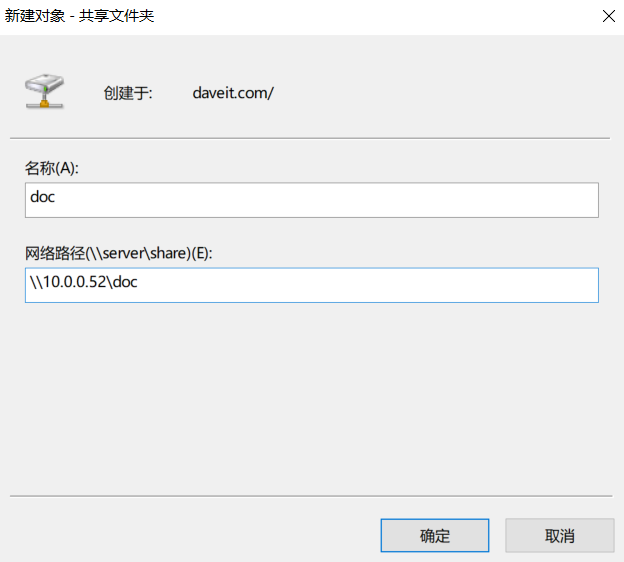 新建对象 - 共享文件夹
创建于: daveit.com/
名称(A):
doc
网络路径(\\server\share)(E):
\\10.0.0.52\doc
确定 取消